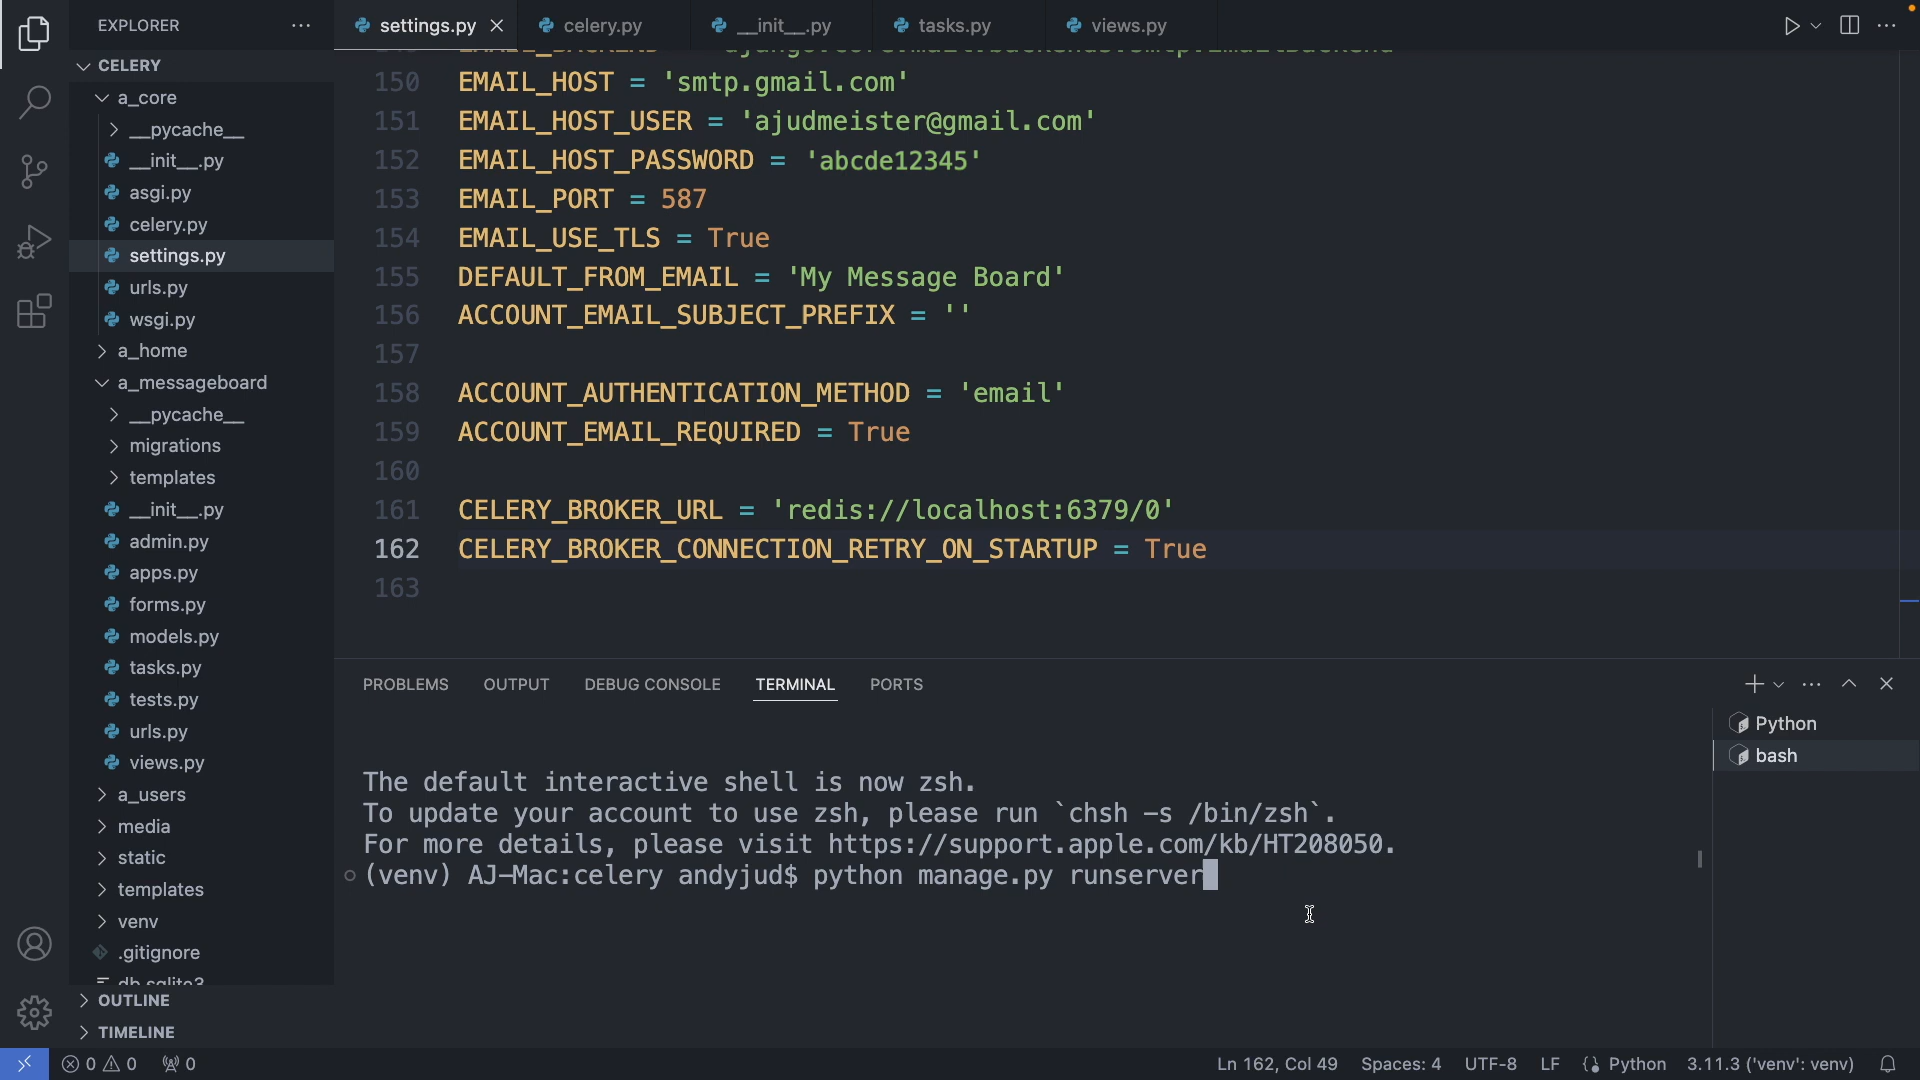 EXPLORER
settings.py
celery.py
__init__.py
tasks.py
views.py
CELERY
a_core
__pycache__
__init__.py
asgi.py
celery.py
settings.py
urls.py
wsgi.py
a_home
a_messageboard
__pycache__
migrations
templates
__init__.py
admin.py
apps.py
forms.py
models.py
tasks.py
tests.py
urls.py
views.py
a_users
media
static
templates
venv
.gitignore
db.sqlite3
OUTLINE
TIMELINE
150 EMAIL_HOST = 'smtp.gmail.com'
151 EMAIL_HOST_USER = 'ajudmeister@gmail.com'
152 EMAIL_HOST_PASSWORD = 'abcde12345'
153 EMAIL_PORT = 587
154 EMAIL_USE_TLS = True
155 DEFAULT_FROM_EMAIL = 'My Message Board'
156 ACCOUNT_EMAIL_SUBJECT_PREFIX = ''
157
158 ACCOUNT_AUTHENTICATION_METHOD = 'email'
159 ACCOUNT_EMAIL_REQUIRED = True
160
161 CELERY_BROKER_URL = 'redis://localhost:6379/0'
162 CELERY_BROKER_CONNECTION_RETRY_ON_STARTUP = True
163
PROBLEMS OUTPUT DEBUG CONSOLE TERMINAL PORTS
Python
bash
The default interactive shell is now zsh.
To update your account to use zsh, please run `chsh -s /bin/zsh`.
For more details, please visit https://support.apple.com/kb/HT208050.
(venv) AJ-Mac:celery andyjud$ python manage.py runserver
0 0 0
Ln 162, Col 49 Spaces: 4 UTF-8 LF Python 3.11.3 ('venv': venv)